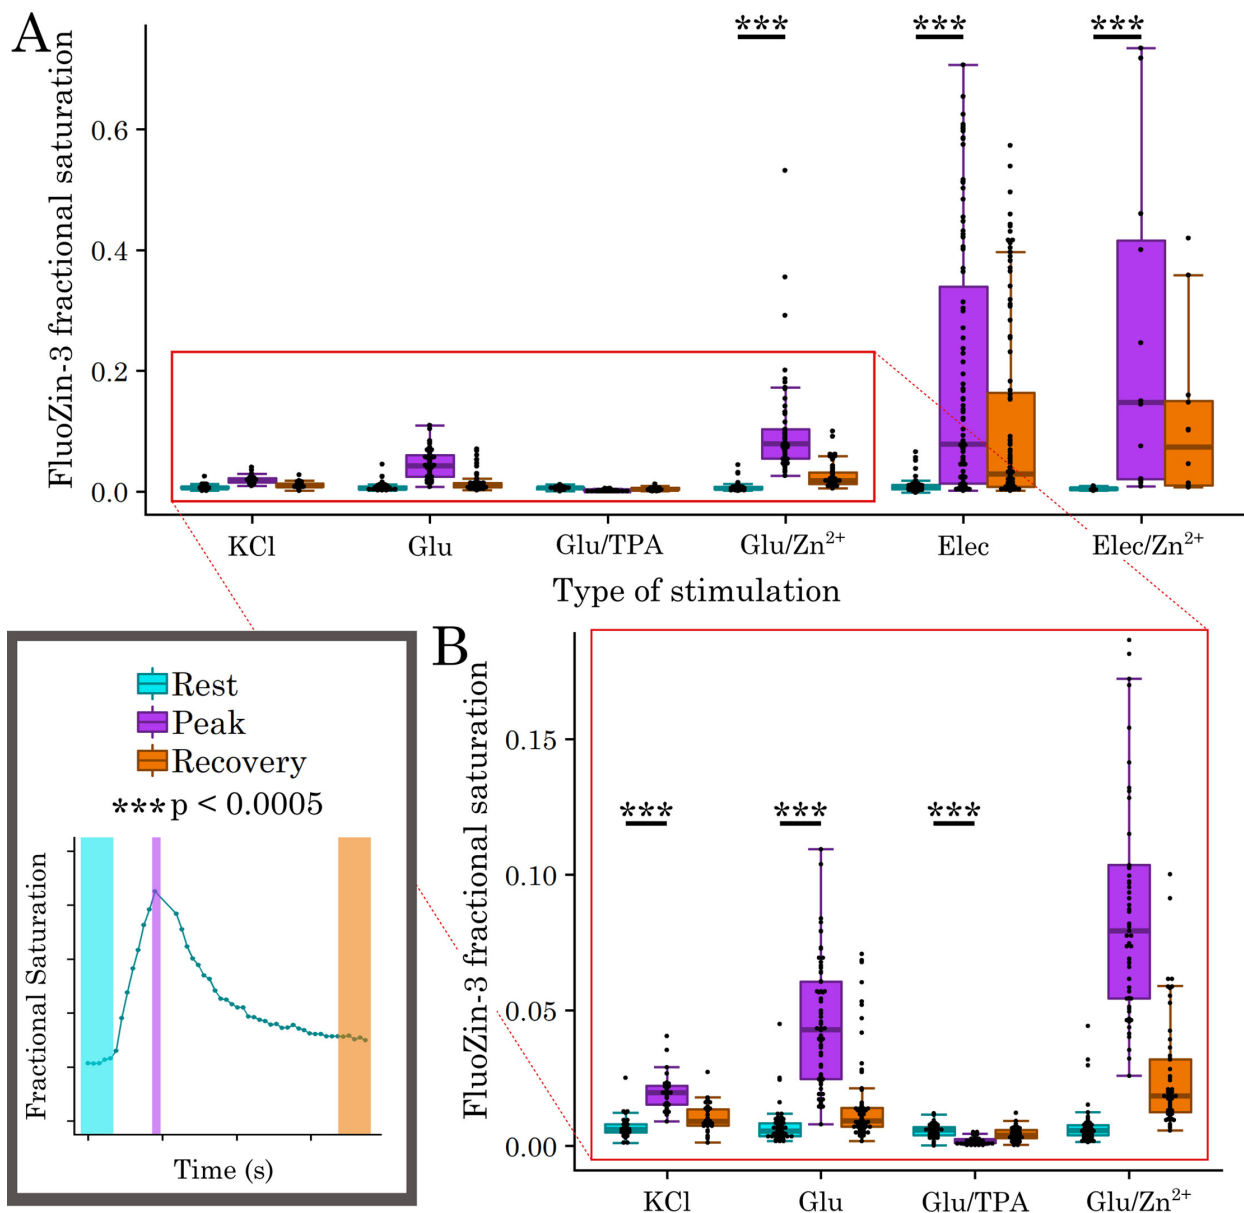 A
*** *** ***
FluoZin-3 fractional saturation
0.6
0.4
0.2
0.0
KCl Glu Glu/TPA Glu/Zn²⁺ Elec Elec/Zn²⁺
Type of stimulation
Rest
Peak
Recovery
*** p < 0.0005
Fractional Saturation
Time (s)
B
FluoZin-3 fractional saturation
0.15
0.10
0.05
0.00
*** *** ***
KCl Glu Glu/TPA Glu/Zn²⁺